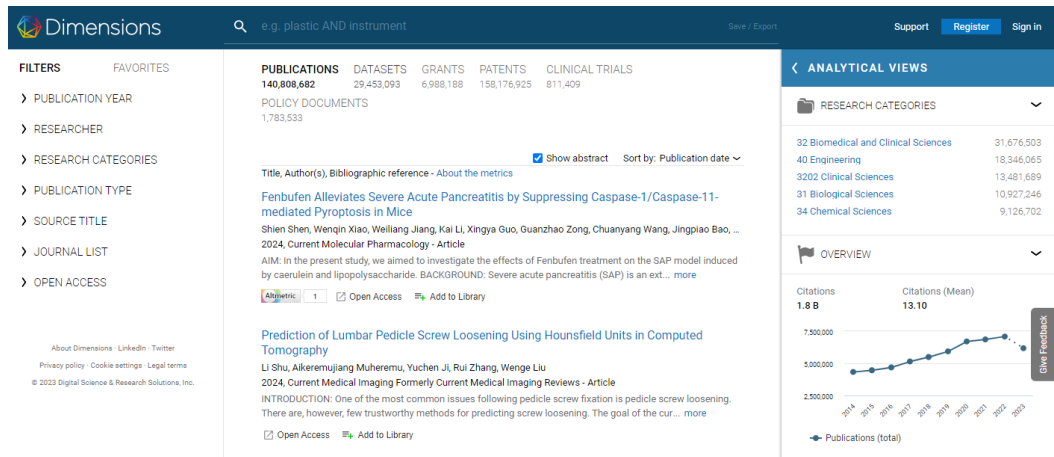 Dimensions
e.g. plastic AND instrument
Save / Export
Support Register Sign in
FILTERS FAVORITES
PUBLICATION YEAR
RESEARCHER
RESEARCH CATEGORIES
PUBLICATION TYPE
SOURCE TITLE
JOURNAL LIST
OPEN ACCESS
About Dimensions · LinkedIn · Twitter
Privacy policy · Cookie settings · Legal terms
© 2023 Digital Science & Research Solutions, Inc.
PUBLICATIONS DATASETS GRANTS PATENTS CLINICAL TRIALS
140,808,682 29,453,093 6,988,188 158,176,925 811,409
POLICY DOCUMENTS
1,783,533
Show abstract Sort by: Publication date
Title, Author(s), Bibliographic reference - About the metrics
Fenbufen Alleviates Severe Acute Pancreatitis by Suppressing Caspase-1/Caspase-11-
mediated Pyroptosis in Mice
Shien Shen, Wenqin Xiao, Weiliang Jiang, Kai Li, Xingya Guo, Guanzhao Zong, Chuanyang Wang, Jingpiao Bao, ...
2024, Current Molecular Pharmacology - Article
AIM: In the present study, we aimed to investigate the effects of Fenbufen treatment on the SAP model induced
by caerulein and lipopolysaccharide. BACKGROUND: Severe acute pancreatitis (SAP) is an ext... more
Altmetric 1 Open Access Add to Library
Prediction of Lumbar Pedicle Screw Loosening Using Hounsfield Units in Computed
Tomography
Li Shu, Aikeremujiang Muheremu, Yuchen Ji, Rui Zhang, Wenge Liu
2024, Current Medical Imaging Formerly Current Medical Imaging Reviews - Article
INTRODUCTION: One of the most common issues following pedicle screw fixation is pedicle screw loosening.
There are, however, few trustworthy methods for predicting screw loosening. The goal of the cur... more
Open Access Add to Library
ANALYTICAL VIEWS
RESEARCH CATEGORIES
32 Biomedical and Clinical Sciences 31,676,503
40 Engineering 18,346,065
3202 Clinical Sciences 13,481,689
31 Biological Sciences 10,927,246
34 Chemical Sciences 9,126,702
OVERVIEW
Citations Citations (Mean)
1.8 B 13.10
7,500,000
5,000,000
2,500,000
2014 2015 2016 2017 2018 2019 2020 2021 2022 2023
Publications (total)
Give Feedback